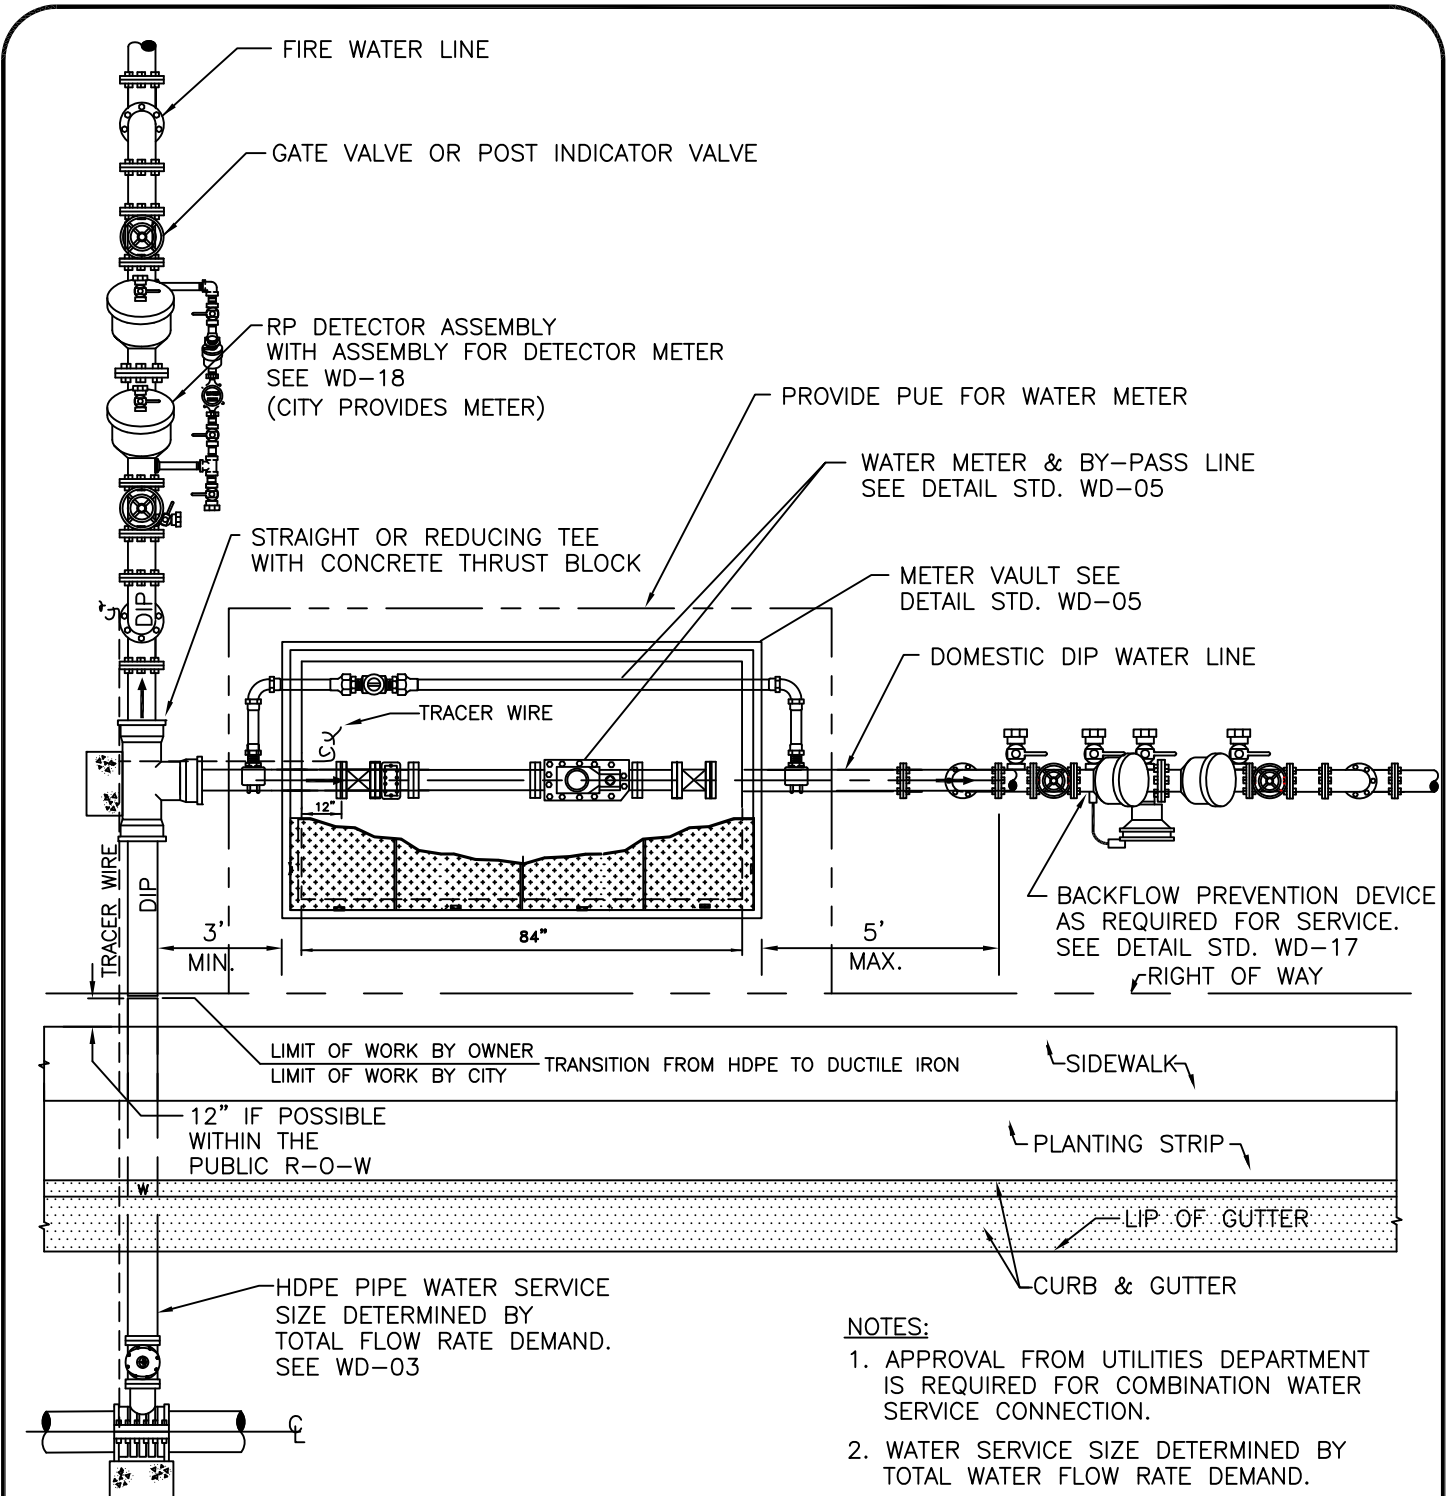 FIRE WATER LINE
GATE VALVE OR POST INDICATOR VALVE
RP DETECTOR ASSEMBLY
WITH ASSEMBLY FOR DETECTOR METER
SEE WD-18
(CITY PROVIDES METER)
PROVIDE PUE FOR WATER METER
WATER METER & BY-PASS LINE
SEE DETAIL STD. WD-05
STRAIGHT OR REDUCING TEE
WITH CONCRETE THRUST BLOCK
METER VAULT SEE
DETAIL STD. WD-05
DIP
DOMESTIC DIP WATER LINE
TRACER WIRE
12"
TRACER WIRE
DIP
3'
MIN.
84"
5'
MAX.
BACKFLOW PREVENTION DEVICE
AS REQUIRED FOR SERVICE.
SEE DETAIL STD. WD-17
RIGHT OF WAY
LIMIT OF WORK BY OWNER
LIMIT OF WORK BY CITY
TRANSITION FROM HDPE TO DUCTILE IRON
SIDEWALK
12" IF POSSIBLE
WITHIN THE
PUBLIC R-O-W
PLANTING STRIP
W
LIP OF GUTTER
CURB & GUTTER
HDPE PIPE WATER SERVICE
SIZE DETERMINED BY
TOTAL FLOW RATE DEMAND.
SEE WD-03
CL
NOTES:
1. APPROVAL FROM UTILITIES DEPARTMENT
IS REQUIRED FOR COMBINATION WATER
SERVICE CONNECTION.
2. WATER SERVICE SIZE DETERMINED BY
TOTAL WATER FLOW RATE DEMAND.